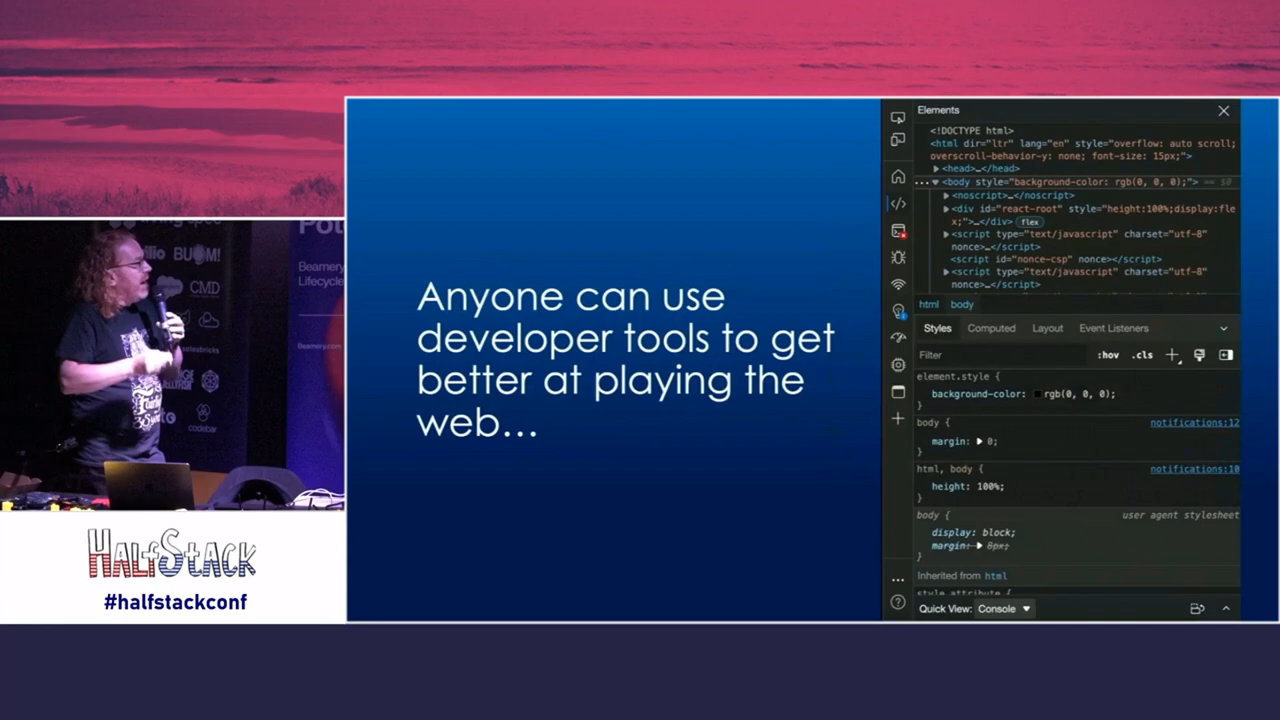 Pot
Beamery
Lifecycle
Beamery.com
BUOM!
CMD
codebar
HALFSTACK
#halfstackconf
Anyone can use
developer tools to get
better at playing the
web...
Elements
<!DOCTYPE html>
<html dir="ltr" lang="en" style="overflow: auto scroll;
overscroll-behavior-y: none; font-size: 15px;">
<head>…</head>
<body style="background-color: rgb(0, 0, 0);"> == $0
<noscript>…</noscript>
<div id="react-root" style="height:100%;display:fle
x;">…</div> flex
<script type="text/javascript" charset="utf-8"
nonce>…</script>
<script id="nonce-csp" nonce></script>
<script type="text/javascript" charset="utf-8"
nonce>…</script>
html body
Styles Computed Layout Event Listeners
Filter :hov .cls
element.style {
background-color: rgb(0, 0, 0);
}
body { notifications:12
margin: 0;
}
html, body { notifications:10
height: 100%;
}
body { user agent stylesheet
display: block;
margin: 8px;
}
Inherited from html
style attribute {
Quick View: Console